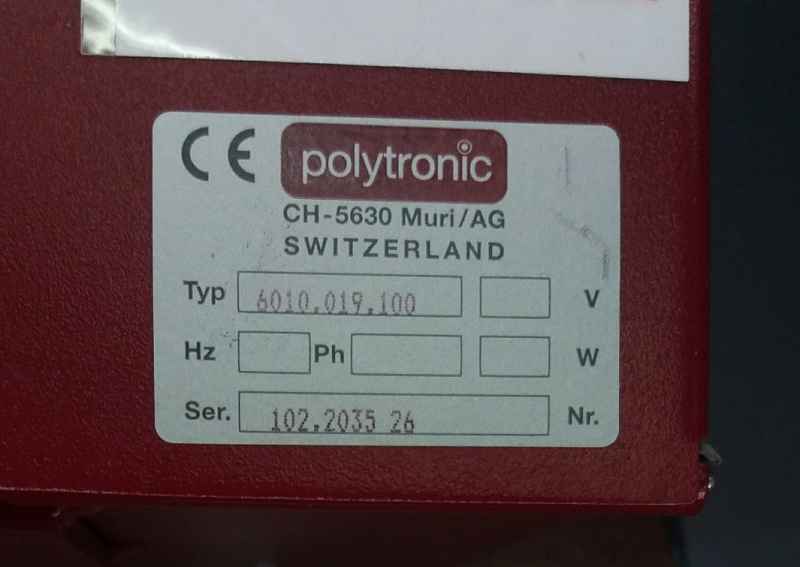 CE polytronic
CH-5630 Muri/AG
SWITZERLAND
Typ 6010.019.100 V
Hz Ph W
Ser. 102.2035 26 Nr.